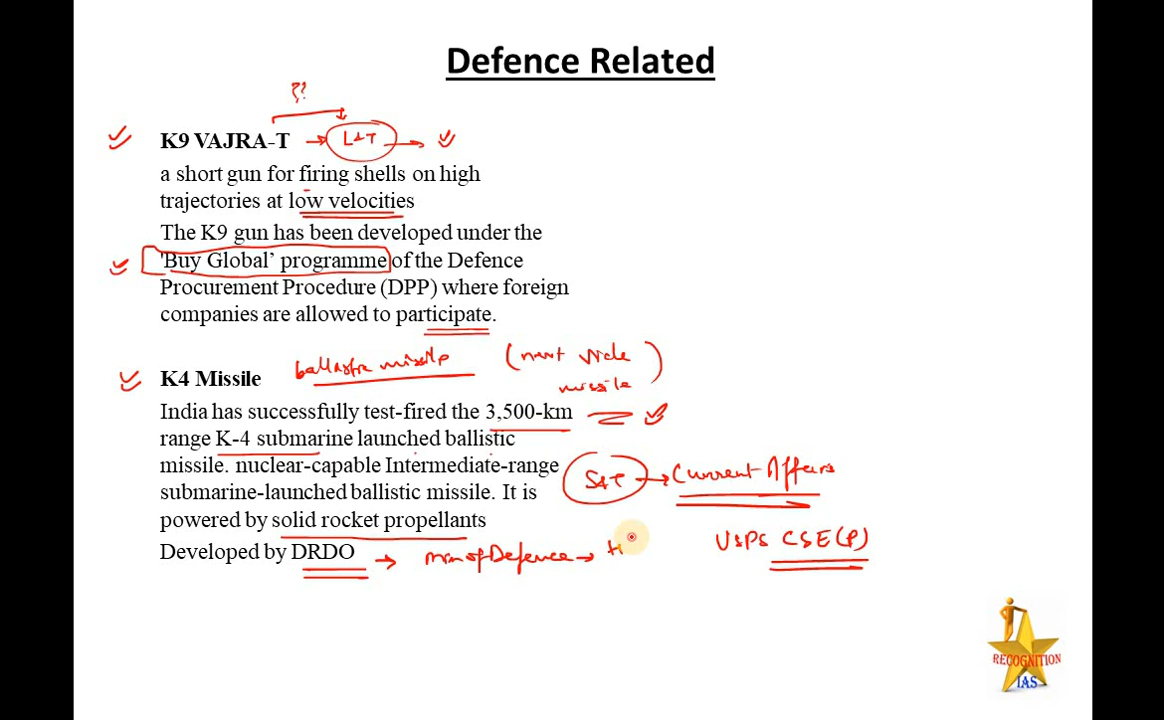 Defence Related
??
K9 VAJRA-T → L&T →
a short gun for firing shells on high
trajectories at low velocities
The K9 gun has been developed under the
'Buy Global’ programme of the Defence
Procurement Procedure (DPP) where foreign
companies are allowed to participate.
ballastic missile
missile
K4 Missile
India has successfully test-fired the 3,500-km
range K-4 submarine launched ballistic
missile. nuclear-capable Intermediate-range
submarine-launched ballistic missile. It is
powered by solid rocket propellants
S&T → Current Affairs
Developed by DRDO → Min of Defence →
USPS CSE(P)
RECOGNITION
IAS